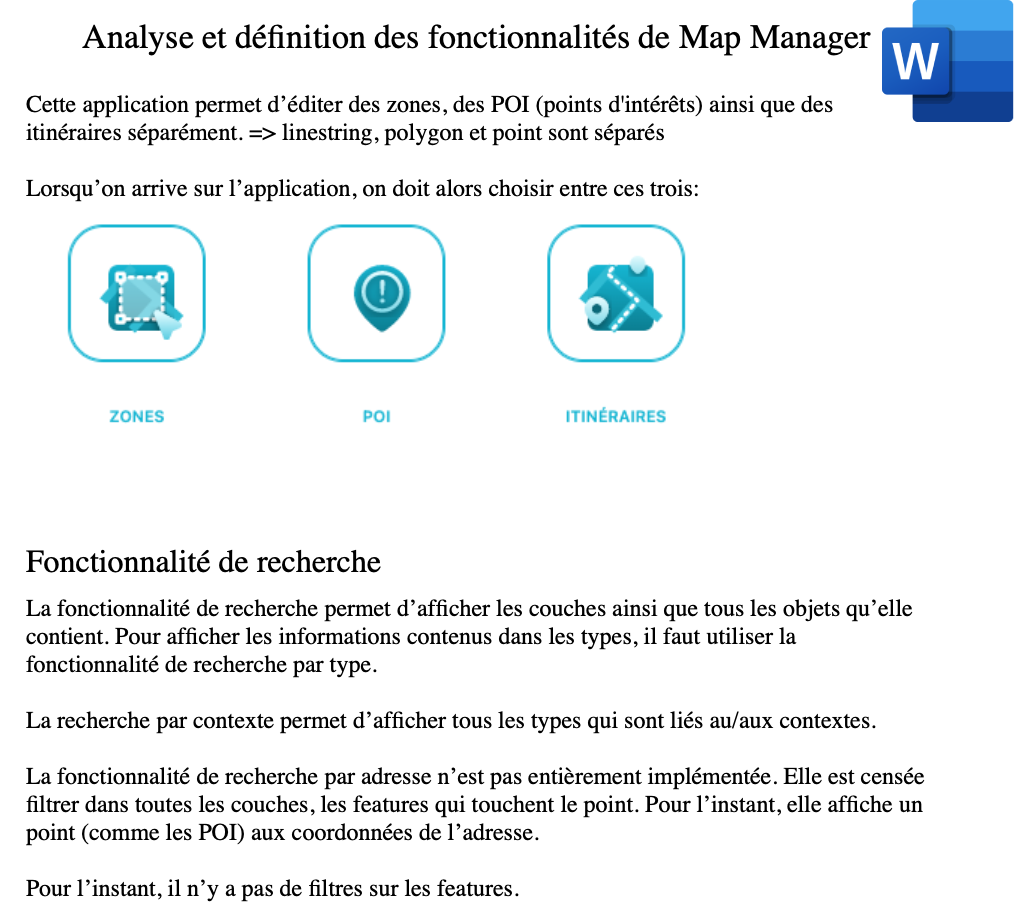 Analyse et définition des fonctionnalités de Map Manager
W
Cette application permet d’éditer des zones, des POI (points d'intérêts) ainsi que des
itinéraires séparément. => linestring, polygon et point sont séparés
Lorsqu’on arrive sur l’application, on doit alors choisir entre ces trois:
ZONES
POI
ITINÉRAIRES
Fonctionnalité de recherche
La fonctionnalité de recherche permet d’afficher les couches ainsi que tous les objets qu’elle
contient. Pour afficher les informations contenus dans les types, il faut utiliser la
fonctionnalité de recherche par type.
La recherche par contexte permet d’afficher tous les types qui sont liés au/aux contextes.
La fonctionnalité de recherche par adresse n’est pas entièrement implémentée. Elle est censée
filtrer dans toutes les couches, les features qui touchent le point. Pour l’instant, elle affiche un
point (comme les POI) aux coordonnées de l’adresse.
Pour l’instant, il n’y a pas de filtres sur les features.